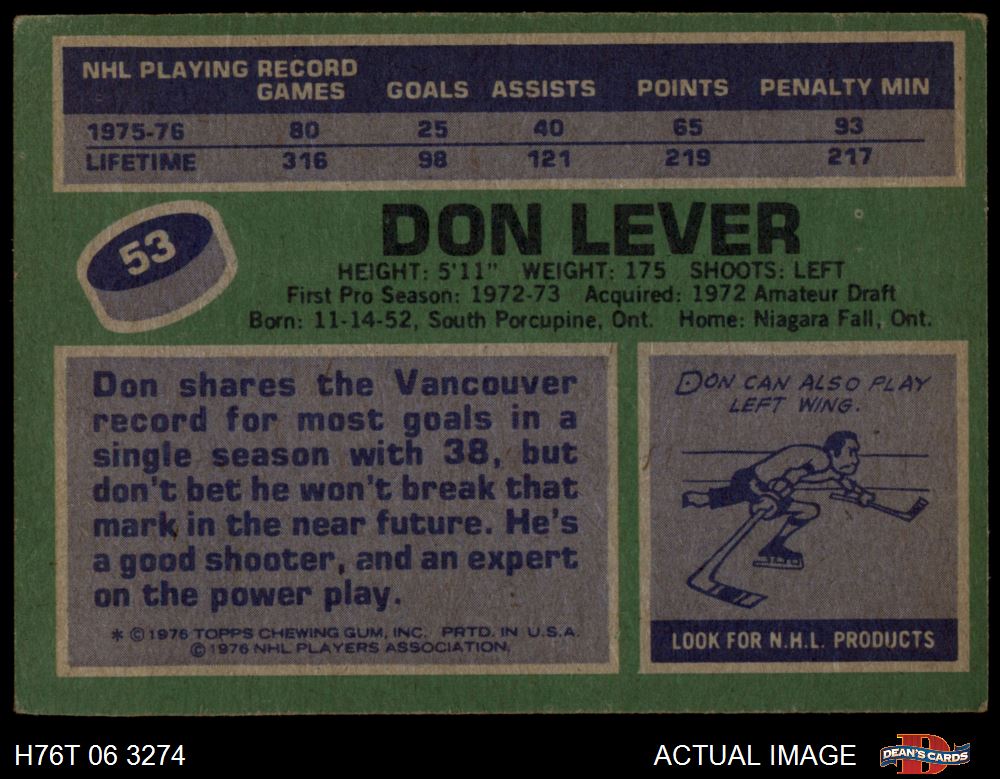 NHL PLAYING RECORD
GAMES GOALS ASSISTS POINTS PENALTY MIN
1975-76 80 25 40 65 93
LIFETIME 316 98 121 219 217
53
DON LEVER
HEIGHT: 5'11" WEIGHT: 175 SHOOTS: LEFT
First Pro Season: 1972-73 Acquired: 1972 Amateur Draft
Born: 11-14-52, South Porcupine, Ont. Home: Niagara Fall, Ont.
Don shares the Vancouver
record for most goals in a
single season with 38, but
don't bet he won't break that
mark in the near future. He's
a good shooter, and an expert
on the power play.
* © 1976 TOPPS CHEWING GUM, INC. PRTD. IN U.S.A.
© 1976 NHL PLAYERS ASSOCIATION.
DON CAN ALSO PLAY
LEFT WING.
LOOK FOR N.H.L. PRODUCTS
H76T 06 3274
ACTUAL IMAGE
DEAN'S CARDS